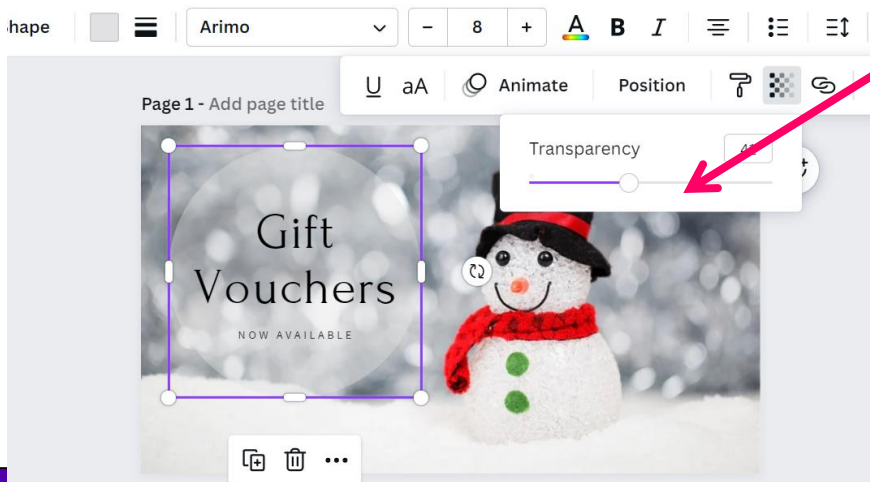 hape Arimo - 8 + A B I
U aA Animate Position
Page 1 - Add page title
Transparency
Gift
Vouchers
NOW AVAILABLE